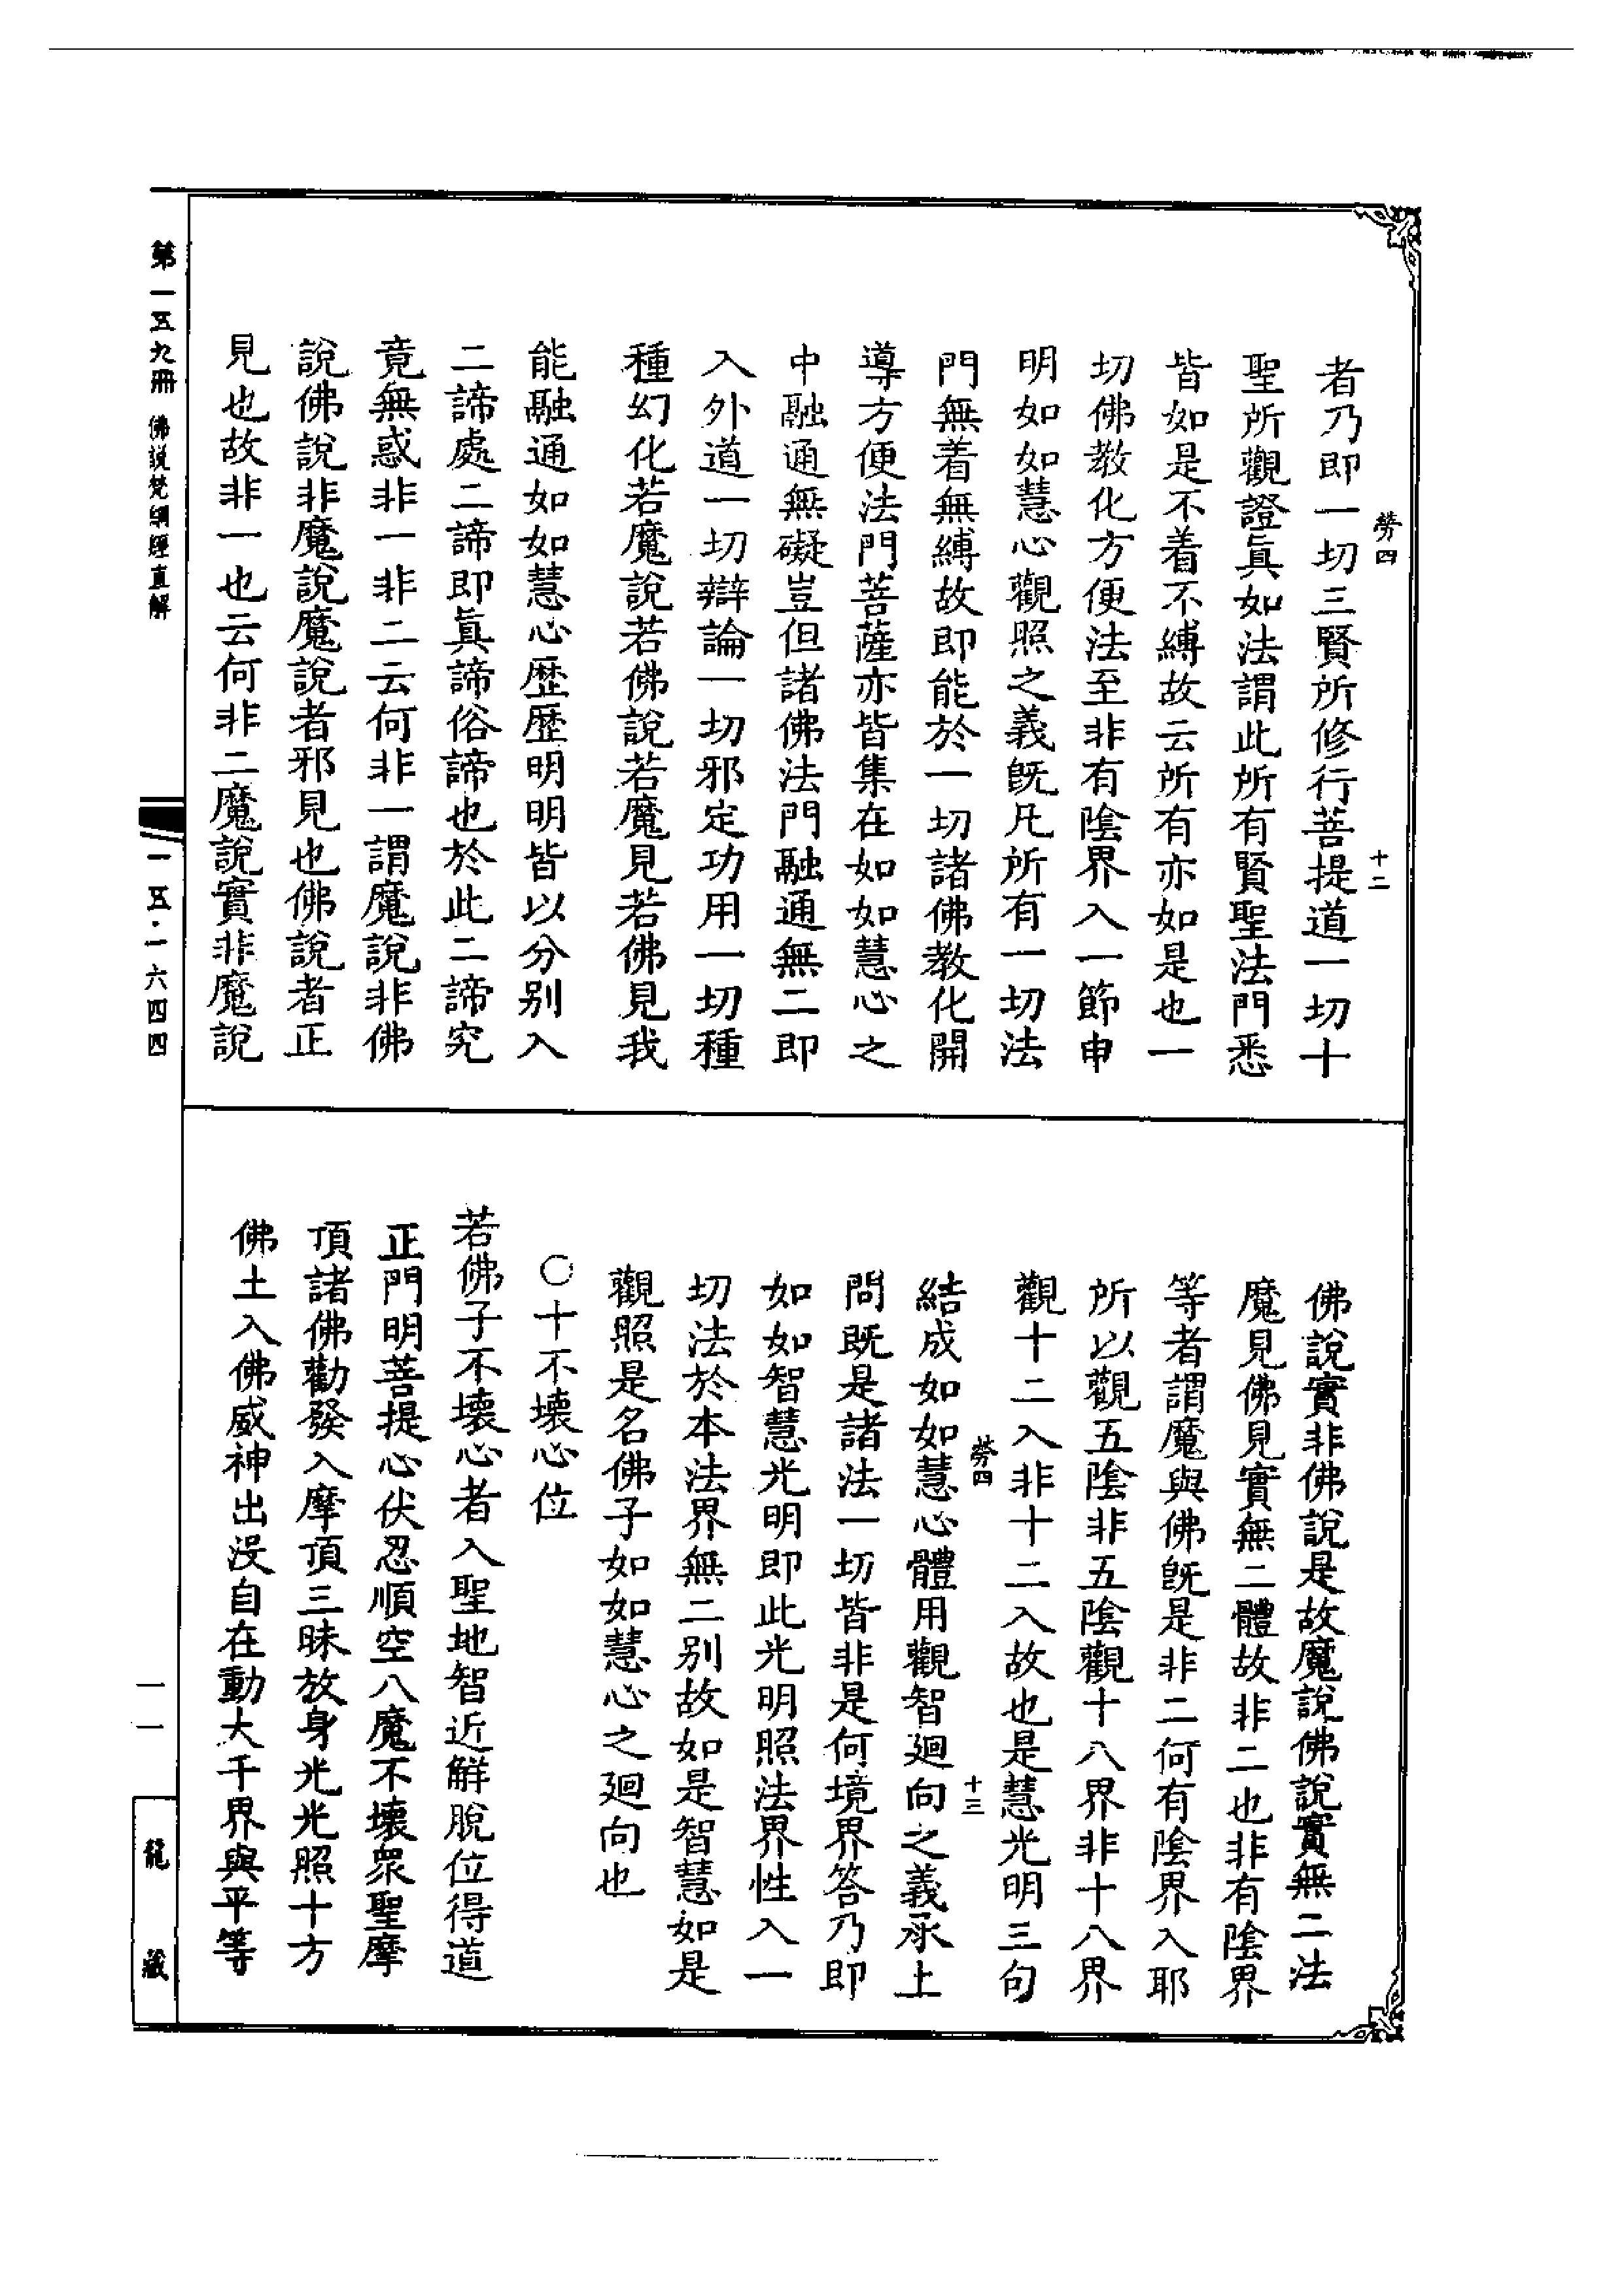 勞四
十二
者乃即一切三賢所修行菩提道一切十
聖所觀證眞如法謂此所有賢聖法門悉
皆如是不着不縛故云所有亦如是也一
切佛教化方便法至非有陰界入一節申
明如如慧心觀照之義旣凡所有一切法
門無着無縛故即能於一切諸佛教化開
導方便法門菩薩亦皆集在如如慧心之
中融通無礙豈但諸佛法門融通無二即
入外道一切辯論一切邪定功用一切種
種幻化若魔說若佛說若魔見若佛見我
能融通如如慧心歷歷明明皆以分别入
二諦處二諦即眞諦俗諦也於此二諦究
竟無惑非一非二云何非一謂魔說非佛
說佛說非魔說魔說者邪見也佛說者正
見也故非一也云何非二魔說實非魔說
佛說實非佛說是故魔說佛說實無二法
魔見佛見實無二體故非二也非有陰界
等者謂魔與佛旣是非二何有陰界入耶
所以觀五陰非五陰觀十八界非十八界
觀十二入非十二入故也是慧光明三句
勞四
十三
結成如如慧心體用觀智廻向之義承上
問旣是諸法一切皆非是何境界答乃即
如如智慧光明即此光明照法界性入一
切法於本法界無二别故如是智慧如是
觀照是名佛子如如慧心之廻向也
○十不壞心位
若佛子不壞心者入聖地智近解脫位得道
正門明菩提心伏忍順空八魔不壞眾聖摩
頂諸佛勸發入摩頂三昧放身光光照十方
佛土入佛威神出沒自在動大千界與平等
第一五九冊
佛說梵網經直解
一五·一六四四
一一
龍藏